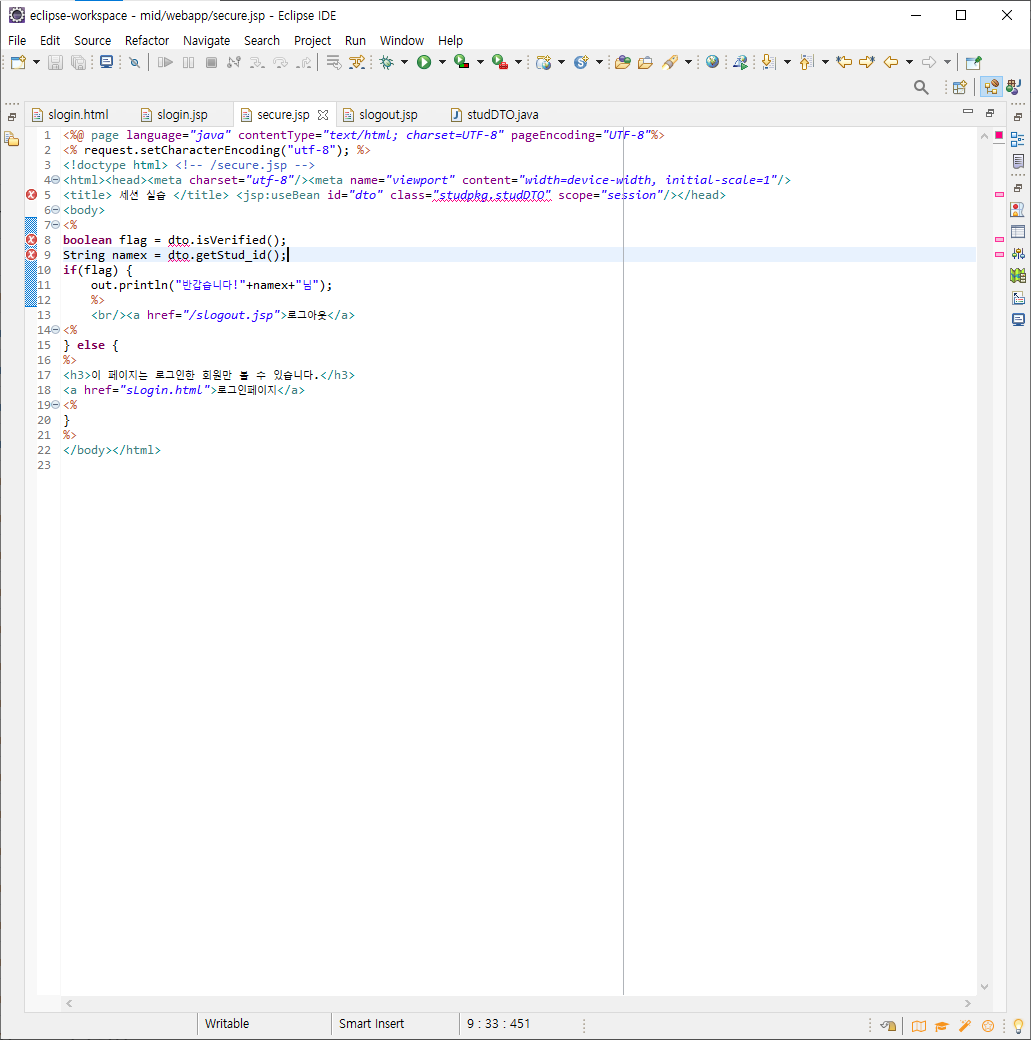 eclipse-workspace - mid/webapp/secure.jsp - Eclipse IDE
File Edit Source Refactor Navigate Search Project Run Window Help
slogin.html slogin.jsp secure.jsp slogout.jsp studDTO.java
1 <%@ page language="java" contentType="text/html; charset=UTF-8" pageEncoding="UTF-8"%>
2 <% request.setCharacterEncoding("utf-8"); %>
3 <!doctype html> <!-- /secure.jsp -->
4 <html><head><meta charset="utf-8"/><meta name="viewport" content="width=device-width, initial-scale=1"/>
5 <title> 세션 실습 </title> <jsp:useBean id="dto" class="studpkg.studDTO" scope="session"/></head>
6 <body>
7 <%
8 boolean flag = dto.isVerified();
9 String namex = dto.getStud_id();
10 if(flag) {
11 out.println("반갑습니다!"+namex+"님");
12 %>
13 <br/><a href="/slogout.jsp">로그아웃</a>
14 <%
15 } else {
16 %>
17 <h3>이 페이지는 로그인한 회원만 볼 수 있습니다.</h3>
18 <a href="sLogin.html">로그인페이지</a>
19 <%
20 }
21 %>
22 </body></html>
23
Writable Smart Insert 9 : 33 : 451